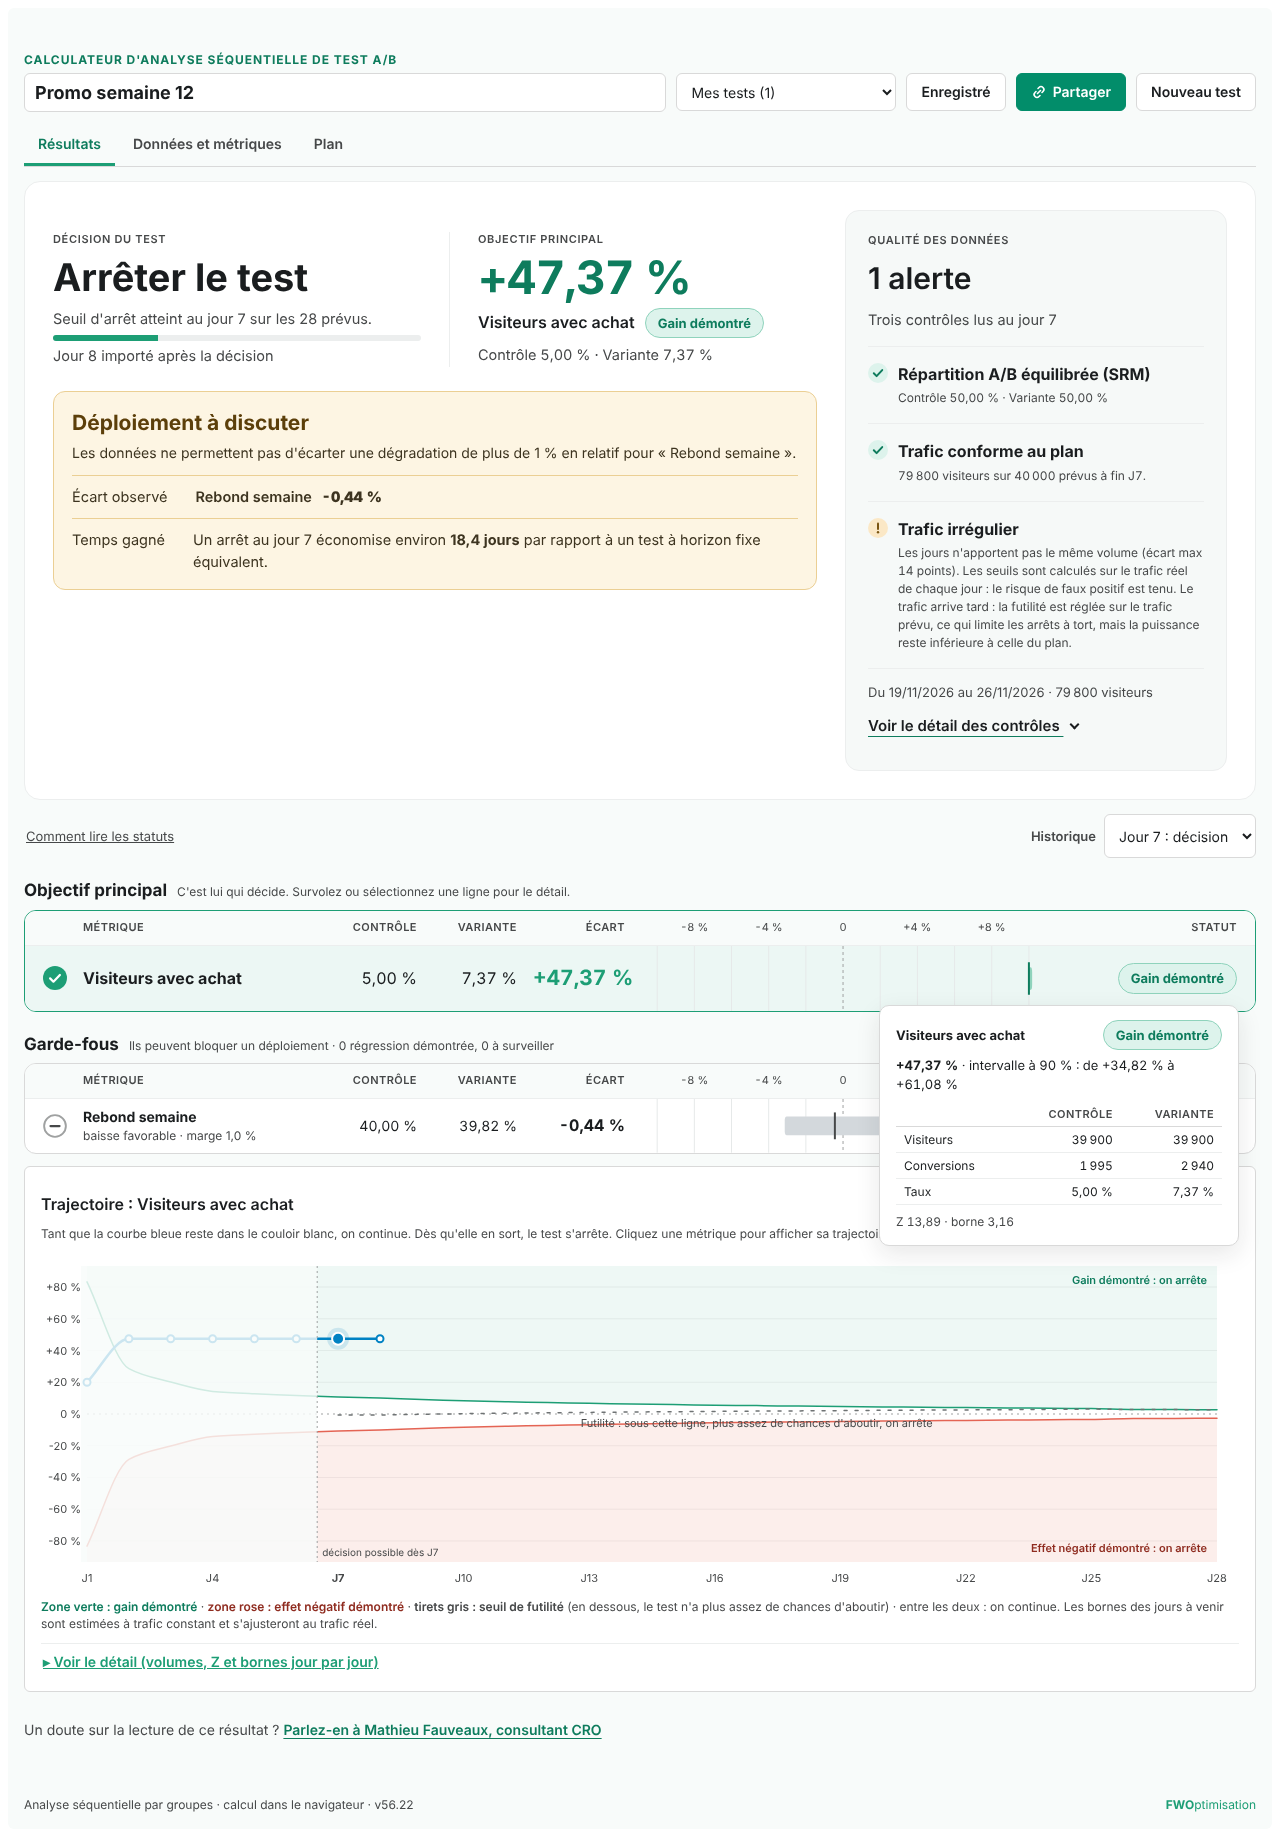 CALCULATEUR D'ANALYSE SÉQUENTIELLE DE TEST A/B
Promo semaine 12
Mes tests (1)
Enregistré
Partager
Nouveau test
Résultats
Données et métriques
Plan
DÉCISION DU TEST
Arrêter le test
Seuil d'arrêt atteint au jour 7 sur les 28 prévus.
Jour 8 importé après la décision
OBJECTIF PRINCIPAL
+47,37 %
Visiteurs avec achat
Gain démontré
Contrôle 5,00 % · Variante 7,37 %
Déploiement à discuter
Les données ne permettent pas d'écarter une dégradation de plus de 1 % en relatif pour « Rebond semaine ».
Écart observé
Rebond semaine -0,44 %
Temps gagné
Un arrêt au jour 7 économise environ 18,4 jours par rapport à un test à horizon fixe
équivalent.
QUALITÉ DES DONNÉES
1 alerte
Trois contrôles lus au jour 7
Répartition A/B équilibrée (SRM)
Contrôle 50,00 % · Variante 50,00 %
Trafic conforme au plan
79 800 visiteurs sur 40 000 prévus à fin J7.
Trafic irrégulier
Les jours n'apportent pas le même volume (écart max
14 points). Les seuils sont calculés sur le trafic réel
de chaque jour : le risque de faux positif est tenu. Le
trafic arrive tard : la futilité est réglée sur le trafic
prévu, ce qui limite les arrêts à tort, mais la puissance
reste inférieure à celle du plan.
Du 19/11/2026 au 26/11/2026 · 79 800 visiteurs
Voir le détail des contrôles
Comment lire les statuts
Historique
Jour 7 : décision
Objectif principal C'est lui qui décide. Survolez ou sélectionnez une ligne pour le détail.
MÉTRIQUE CONTRÔLE VARIANTE ÉCART -8 % -4 % 0 +4 % +8 % STATUT
Visiteurs avec achat 5,00 % 7,37 % +47,37 % Gain démontré
Garde-fous Ils peuvent bloquer un déploiement · 0 régression démontrée, 0 à surveiller
MÉTRIQUE CONTRÔLE VARIANTE ÉCART -8 % -4 % 0
Rebond semaine
baisse favorable · marge 1,0 %
40,00 % 39,82 % -0,44 %
Visiteurs avec achat
Gain démontré
+47,37 % · intervalle à 90 % : de +34,82 % à
+61,08 %
CONTRÔLE VARIANTE
Visiteurs 39 900 39 900
Conversions 1 995 2 940
Taux 5,00 % 7,37 %
Z 13,89 · borne 3,16
Trajectoire : Visiteurs avec achat
Tant que la courbe bleue reste dans le couloir blanc, on continue. Dès qu'elle en sort, le test s'arrête. Cliquez une métrique pour afficher sa trajectoi
+80 %
+60 %
+40 %
+20 %
0 %
-20 %
-40 %
-60 %
-80 %
Gain démontré : on arrête
Futilité : sous cette ligne, plus assez de chances d'aboutir, on arrête
Effet négatif démontré : on arrête
décision possible dès J7
J1 J4 J7 J10 J13 J16 J19 J22 J25 J28
Zone verte : gain démontré · zone rose : effet négatif démontré · tirets gris : seuil de futilité (en dessous, le test n'a plus assez de chances d'aboutir) · entre les deux : on continue. Les bornes des jours à venir
sont estimées à trafic constant et s'ajusteront au trafic réel.
▸ Voir le détail (volumes, Z et bornes jour par jour)
Un doute sur la lecture de ce résultat ? Parlez-en à Mathieu Fauveaux, consultant CRO
Analyse séquentielle par groupes · calcul dans le navigateur · v56.22
FWOptimisation